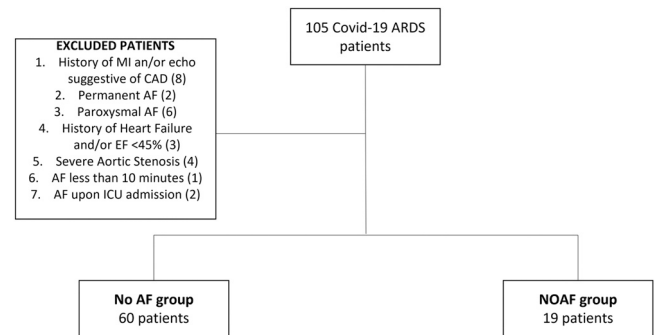 105 Covid-19 ARDS
patients
EXCLUDED PATIENTS
1. History of MI an/or echo
suggestive of CAD (8)
2. Permanent AF (2)
3. Paroxysmal AF (6)
4. History of Heart Failure
and/or EF <45% (3)
5. Severe Aortic Stenosis (4)
6. AF less than 10 minutes (1)
7. AF upon ICU admission (2)
No AF group
60 patients
NOAF group
19 patients